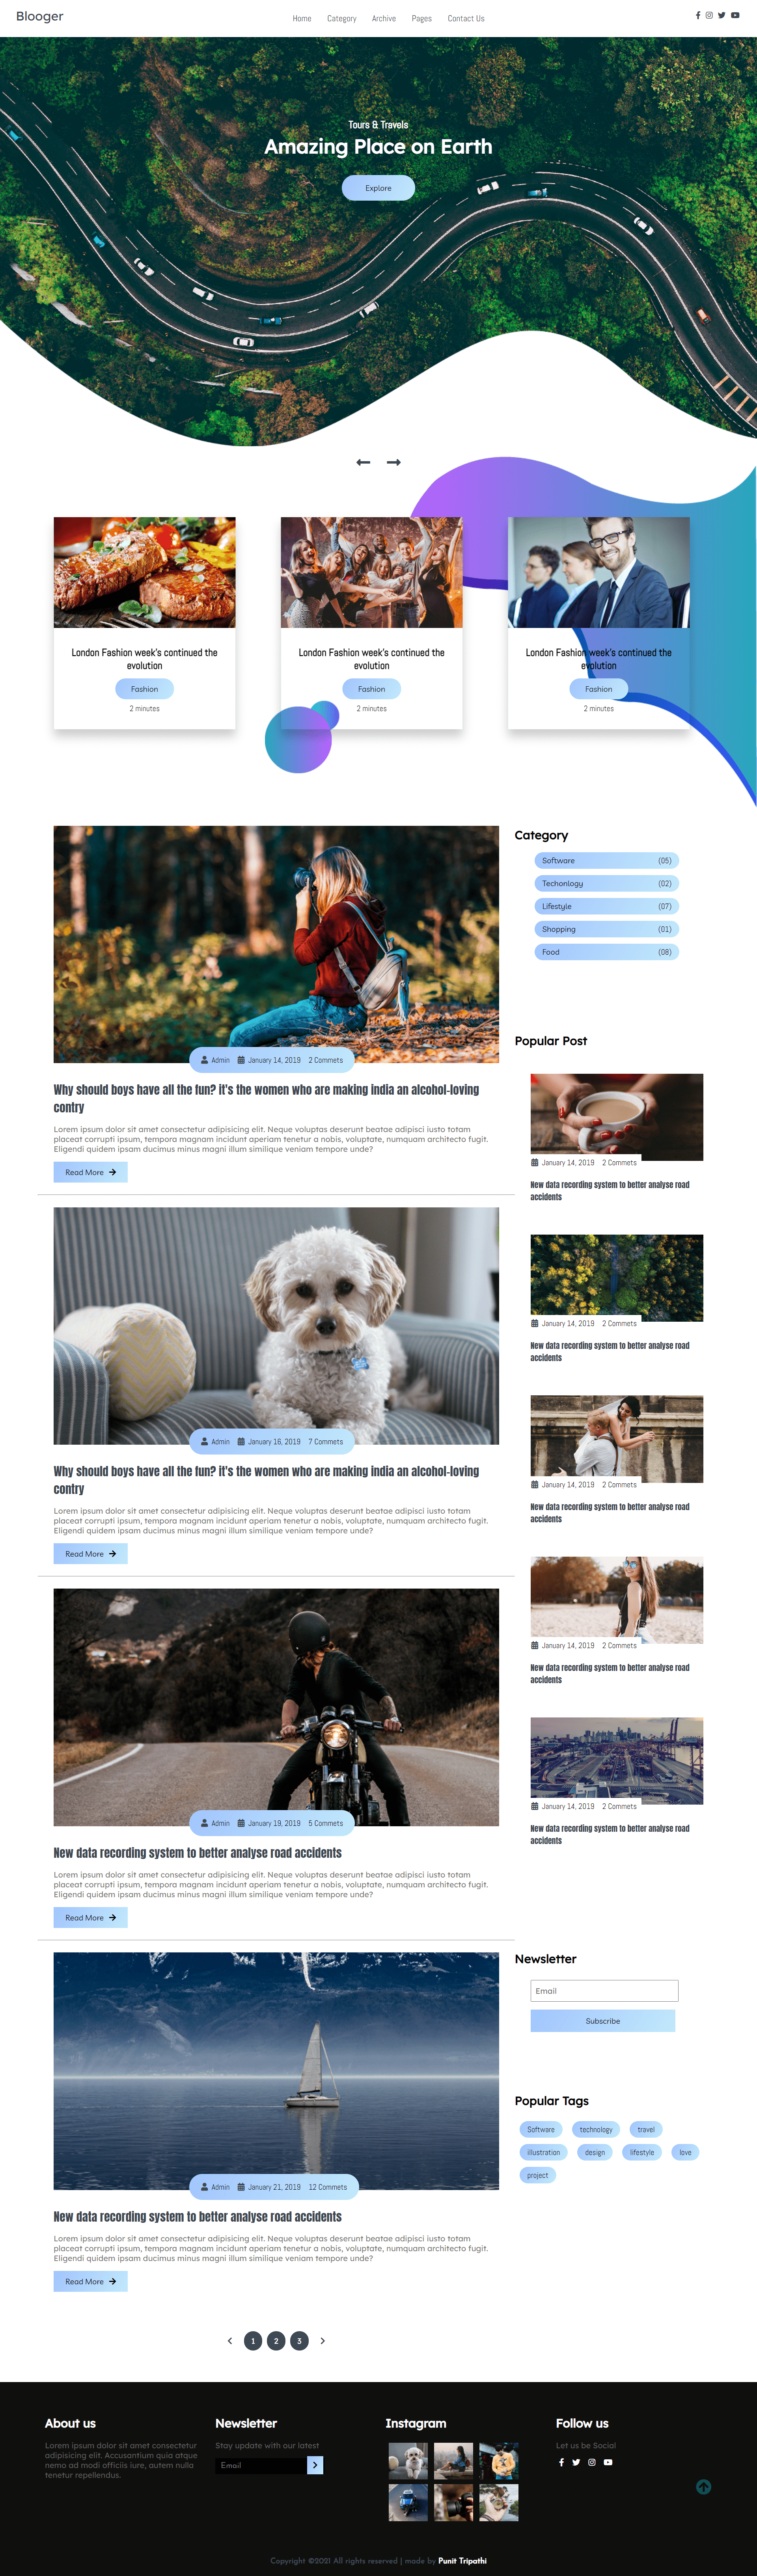 Blooger
Home Category Archive Pages Contact Us
Tours & Travels
Amazing Place on Earth
Explore
London Fashion week's continued the
evolution
Fashion
2 minutes
London Fashion week's continued the
evolution
Fashion
2 minutes
London Fashion week's continued the
evolution
Fashion
2 minutes
Admin January 14, 2019 2 Commets
Why should boys have all the fun? it's the women who are making india an alcohol-loving
contry
Lorem ipsum dolor sit amet consectetur adipisicing elit. Neque voluptas deserunt beatae adipisci iusto totam
placeat corrupti ipsum, tempora magnam incidunt aperiam tenetur a nobis, voluptate, numquam architecto fugit.
Eligendi quidem ipsam ducimus minus magni illum similique veniam tempore unde?
Read More
Admin January 16, 2019 7 Commets
Why should boys have all the fun? it's the women who are making india an alcohol-loving
contry
Lorem ipsum dolor sit amet consectetur adipisicing elit. Neque voluptas deserunt beatae adipisci iusto totam
placeat corrupti ipsum, tempora magnam incidunt aperiam tenetur a nobis, voluptate, numquam architecto fugit.
Eligendi quidem ipsam ducimus minus magni illum similique veniam tempore unde?
Read More
Admin January 19, 2019 5 Commets
New data recording system to better analyse road accidents
Lorem ipsum dolor sit amet consectetur adipisicing elit. Neque voluptas deserunt beatae adipisci iusto totam
placeat corrupti ipsum, tempora magnam incidunt aperiam tenetur a nobis, voluptate, numquam architecto fugit.
Eligendi quidem ipsam ducimus minus magni illum similique veniam tempore unde?
Read More
Admin January 21, 2019 12 Commets
New data recording system to better analyse road accidents
Lorem ipsum dolor sit amet consectetur adipisicing elit. Neque voluptas deserunt beatae adipisci iusto totam
placeat corrupti ipsum, tempora magnam incidunt aperiam tenetur a nobis, voluptate, numquam architecto fugit.
Eligendi quidem ipsam ducimus minus magni illum similique veniam tempore unde?
Read More
1 2 3
Category
Software (05)
Techonlogy (02)
Lifestyle (07)
Shopping (01)
Food (08)
Popular Post
January 14, 2019 2 Commets
New data recording system to better analyse road
accidents
January 14, 2019 2 Commets
New data recording system to better analyse road
accidents
January 14, 2019 2 Commets
New data recording system to better analyse road
accidents
January 14, 2019 2 Commets
New data recording system to better analyse road
accidents
January 14, 2019 2 Commets
New data recording system to better analyse road
accidents
Newsletter
Email
Subscribe
Popular Tags
Software technology travel
illustration design lifestyle love
project
About us
Lorem ipsum dolor sit amet consectetur
adipisicing elit. Accusantium quia atque
nemo ad modi officiis iure, autem nulla
tenetur repellendus.
Newsletter
Stay update with our latest
Email
Instagram
Follow us
Let us be Social
Copyright ©2021 All rights reserved | made by Punit Tripathi